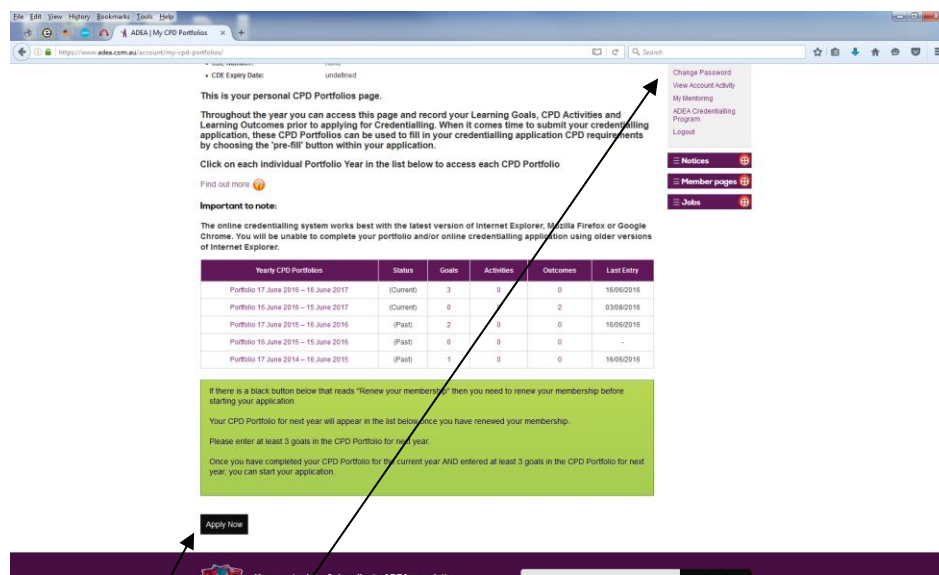 File Edit View History Bookmarks Tools Help
ADEA | My CPD Portfolios × +
https://www.adea.com.au/account/my-cpd-portfolios/ Search
• CDE Expiry Date: undefined
This is your personal CPD Portfolios page.
Throughout the year you can access this page and record your Learning Goals, CPD Activities and
Learning Outcomes prior to applying for Credentialling. When it comes time to submit your credentialling
application, these CPD Portfolios can be used to fill in your credentialling application CPD requirements
by choosing the 'pre-fill' button within your application.
Click on each individual Portfolio Year in the list below to access each CPD Portfolio
Find out more
Important to note:
The online credentialling system works best with the latest version of Internet Explorer, Mozilla Firefox or Google
Chrome. You will be unable to complete your portfolio and/or online credentialling application using older versions
of Internet Explorer.
Yearly CPD Portfolios Status Goals Activities Outcomes Last Entry
Portfolio 17 June 2016 – 16 June 2017 (Current) 3 0 0 16/06/2016
Portfolio 16 June 2016 – 15 June 2017 (Current) 0 2 03/08/2016
Portfolio 17 June 2015 – 16 June 2016 (Past) 2 0 0 16/06/2016
Portfolio 16 June 2015 – 15 June 2016 (Past) 0 0 0 -
Portfolio 17 June 2014 – 16 June 2015 (Past) 1 0 0 16/06/2016
If there is a black button below that reads "Renew your membership" then you need to renew your membership before
starting your application.
Your CPD Portfolio for next year will appear in the list below once you have renewed your membership.
Please enter at least 3 goals in the CPD Portfolio for next year.
Once you have completed your CPD Portfolio for the current year AND entered at least 3 goals in the CPD Portfolio for next
year, you can start your application.
Apply Now
Change Password
View Account Activity
My Mentoring
ADEA Credentialling
Program
Logout
Notices
Member pages
Jobs